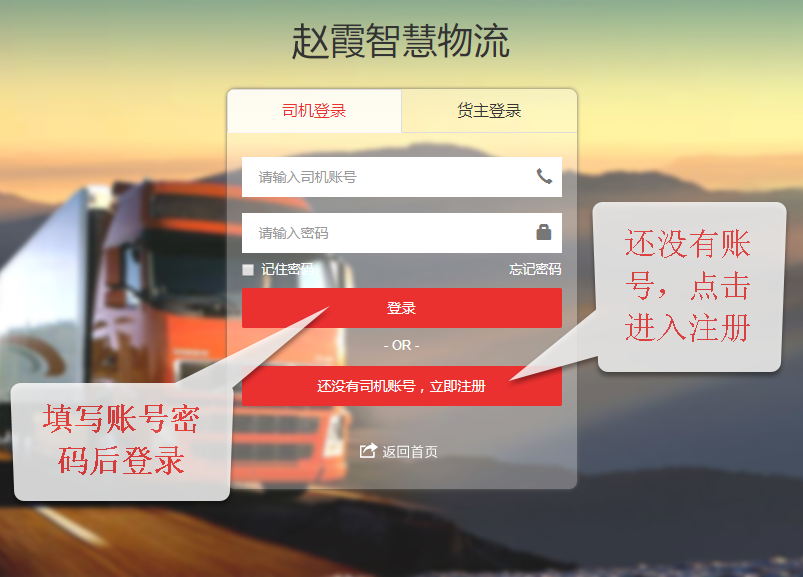 赵霞智慧物流
司机登录 货主登录
请输入司机账号
请输入密码
记住密码 忘记密码
登录
- OR -
还没有司机账号，立即注册
返回首页
还没有账
号，点击
进入注册
填写账号密
码后登录